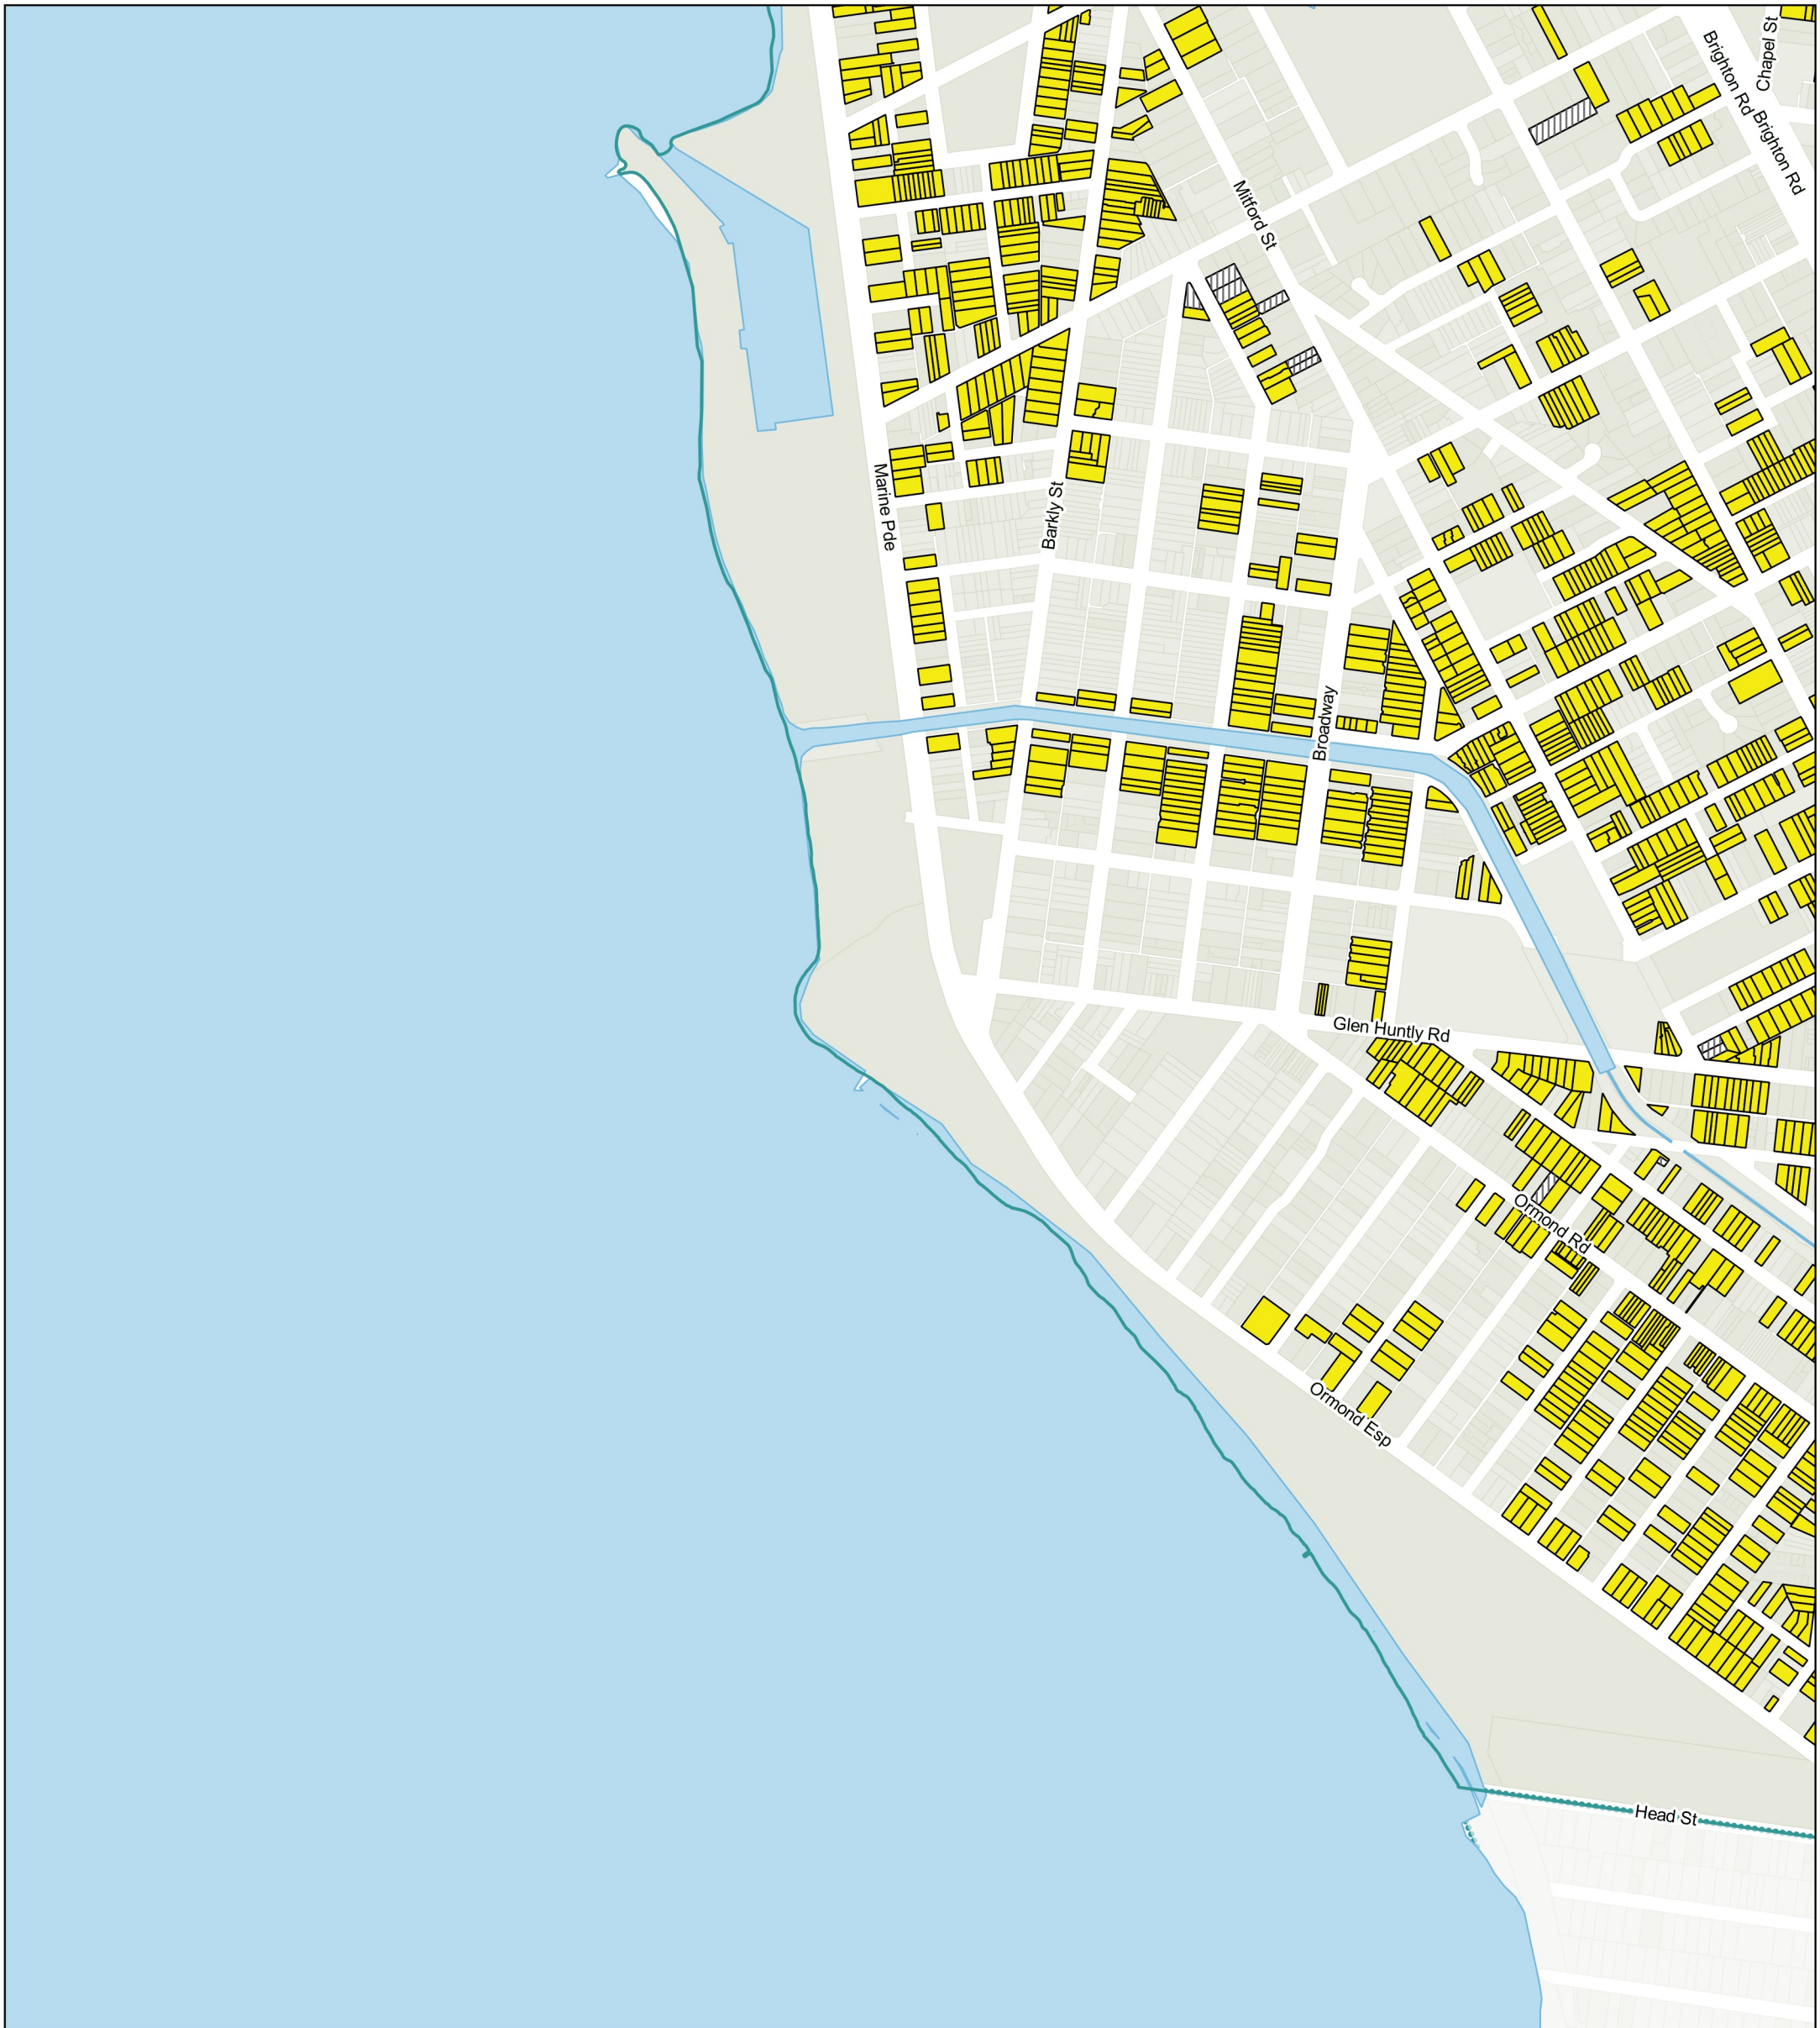 Chapel St
Brighton Rd
Brighton Rd
Mitford St
Marine Pde
Barkly St
Broadway
Glen Huntly Rd
Ormond Rd
Ormond Esp
Head St